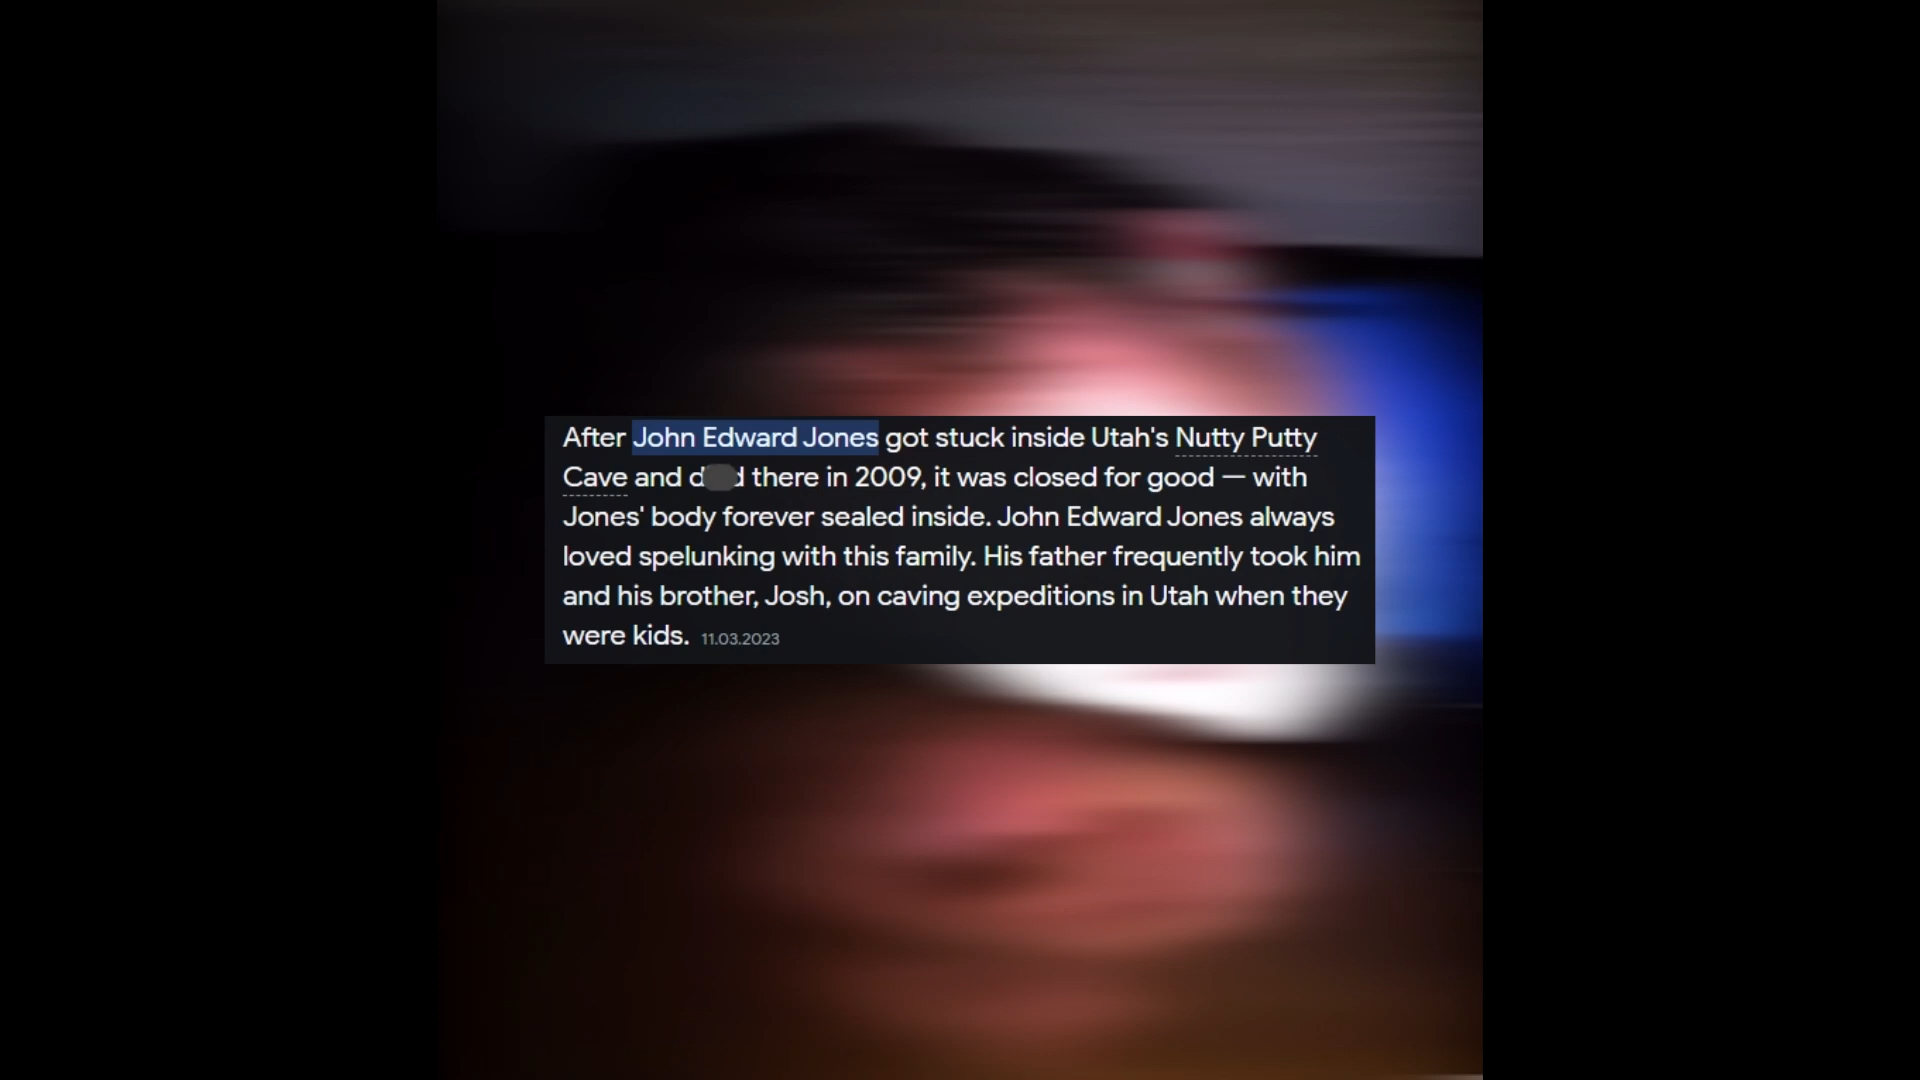 After John Edward Jones got stuck inside Utah's Nutty Putty
Cave and d d there in 2009, it was closed for good — with
Jones' body forever sealed inside. John Edward Jones always
loved spelunking with this family. His father frequently took him
and his brother, Josh, on caving expeditions in Utah when they
were kids. 11.03.2023